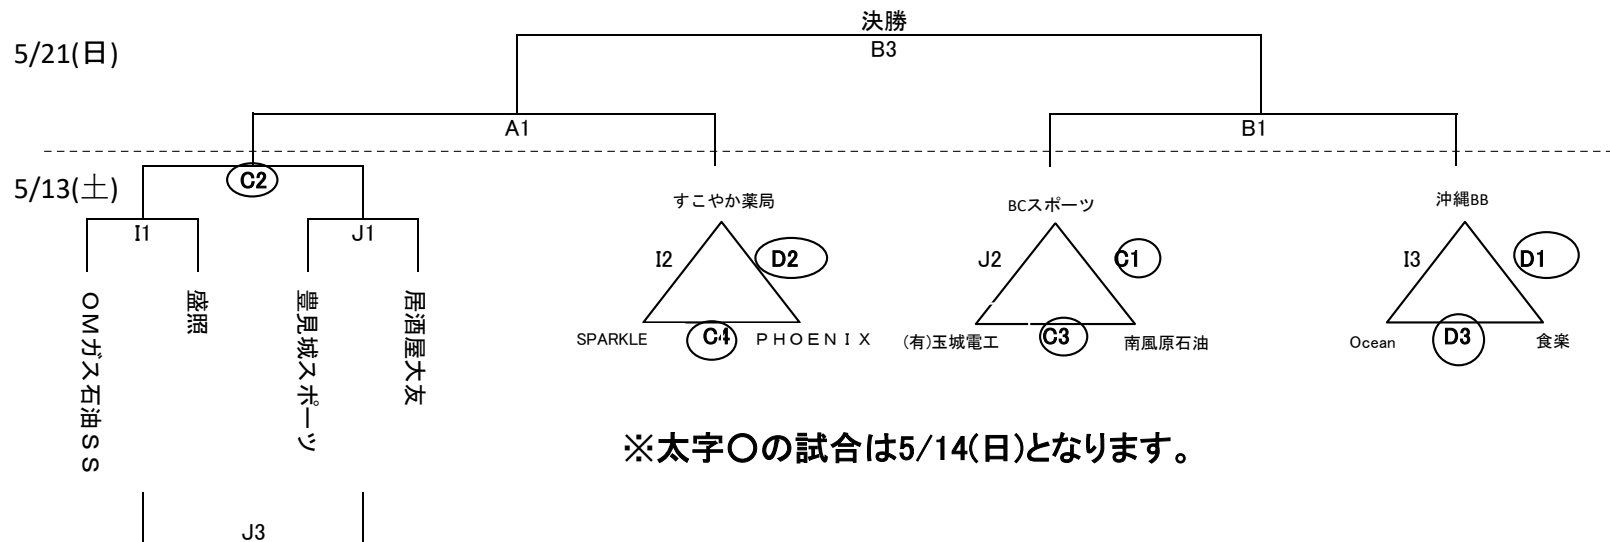 決勝
5/21(日)
B3
A1
B1
5/13(土)
C2
すこやか薬局
BCスポーツ
沖縄BB
I1
J1
I2
D2
J2
C1
I3
D1
OMガス石油SS
盛照
豊見城スポーツ
居酒屋大友
SPARKLE
C4
PHOENIX
(有)玉城電工
C3
南風原石油
Ocean
D3
食楽
※太字〇の試合は5/14(日)となります。
J3